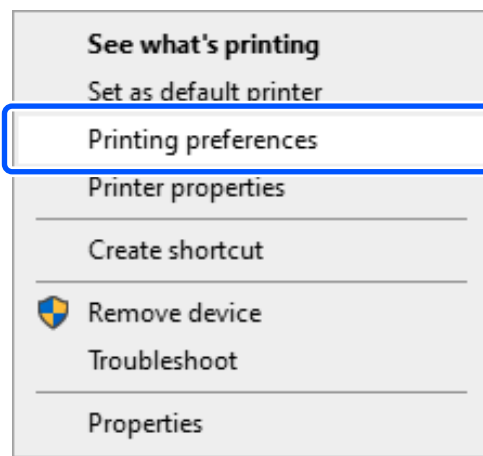 See what's printing
Set as default printer
Printing preferences
Printer properties
Create shortcut
Remove device
Troubleshoot
Properties